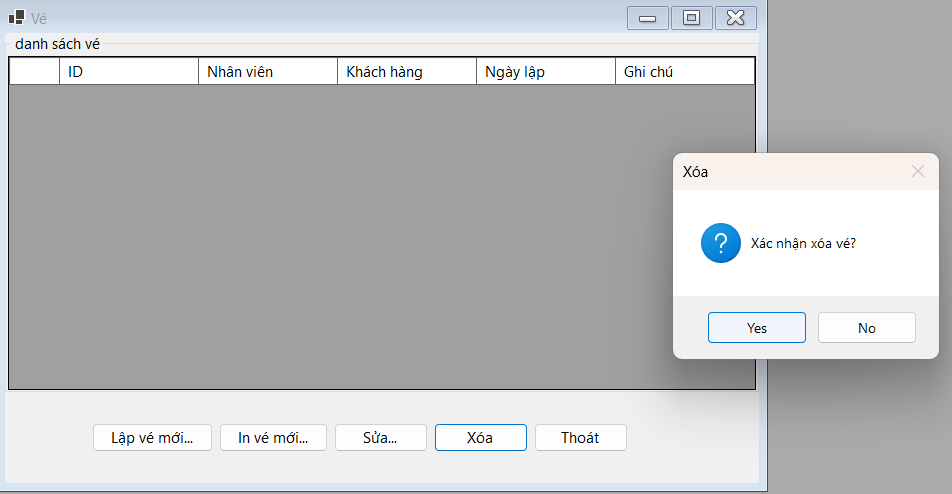 Vé
danh sách vé
ID Nhân viên Khách hàng Ngày lập Ghi chú
Xóa
Xác nhận xóa vé?
Yes No
Lập vé mới... In vé mới... Sửa... Xóa Thoát